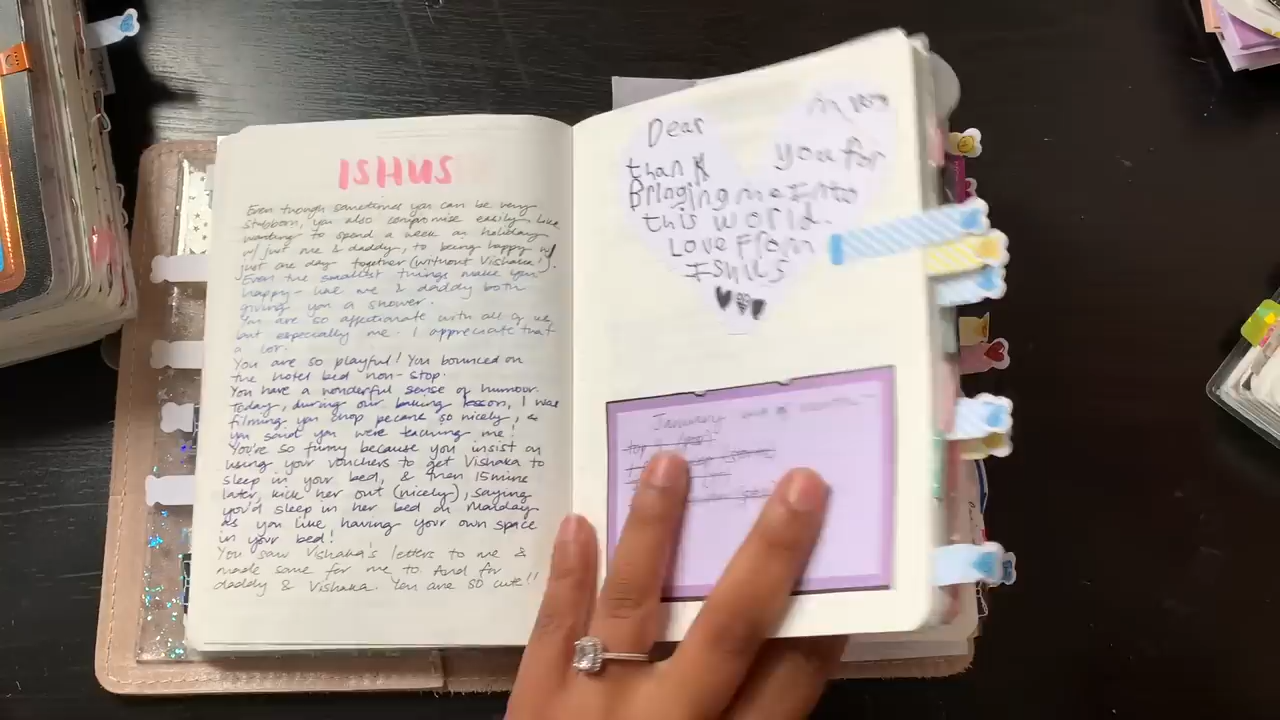 ISHUS
Even though sometimes you can be very
stubborn, you also compromise easily. Like
wanting to spend a week on holiday
w/ just me & daddy, to being happy w/
just one day together (without Vishaka!).
Even the smallest things make you
happy - like me & daddy both
giving you a shower.
You are so affectionate with all of us
but especially me. I appreciate that
a lot.
You are so playful! You bounced on
the hotel bed non-stop.
You have a wonderful sense of humour.
Today, during our baking lesson, I was
filming you chop pecans so nicely, &
you said you were teaching me!
You're so funny because you insist on
using your vouchers to get Vishaka to
sleep in your bed, & then 15mins
later, kick her out (nicely), saying
you'd sleep in her bed on Monday
as you like having your own space
in your bed!
You saw Vishaka's letters to me &
made some for me to. And for
daddy & Vishaka. You are so cute!!
Dear
thank you for
Bringing me Into
this world.
Love From
IShuS
January end of month